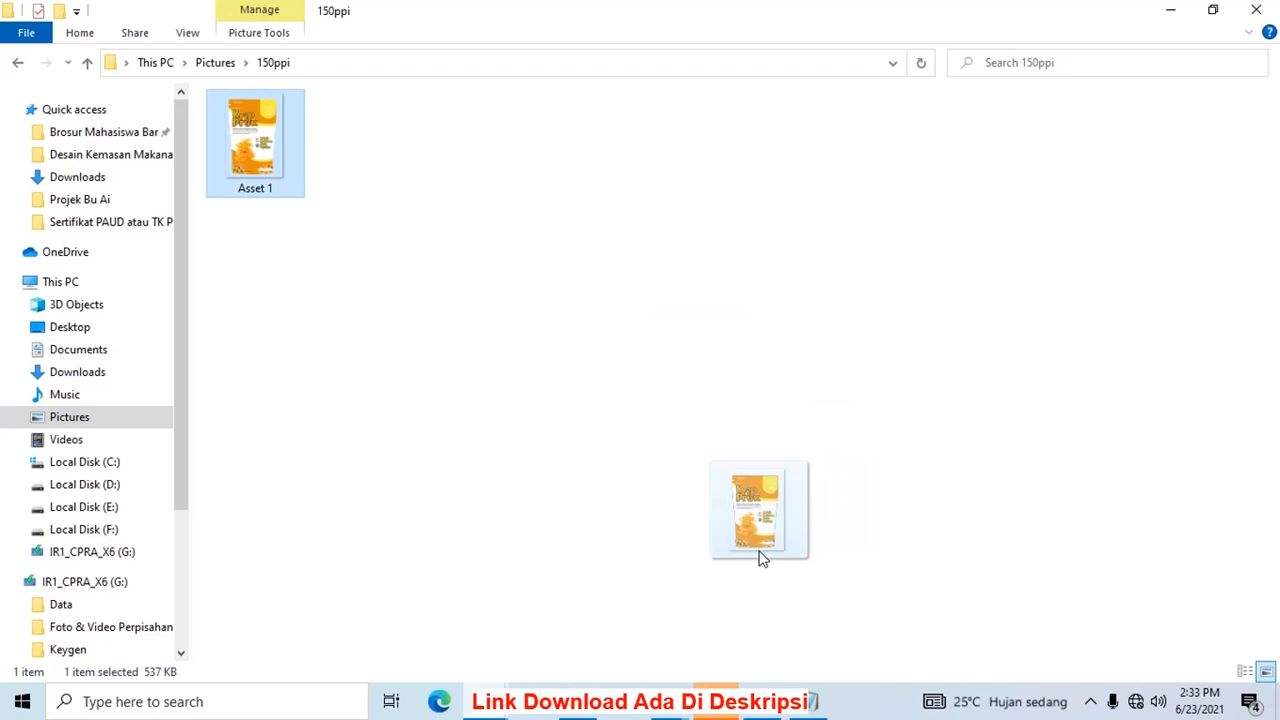 Manage
150ppi
File
Home
Share
View
Picture Tools
This PC
Pictures
150ppi
Search 150ppi
Quick access
Brosur Mahasiswa Bar
Desain Kemasan Makana
Downloads
Projek Bu Ai
Sertifikat PAUD atau TK P
OneDrive
This PC
3D Objects
Desktop
Documents
Downloads
Music
Pictures
Videos
Local Disk (C:)
Local Disk (D:)
Local Disk (E:)
Local Disk (F:)
IR1_CPRA_X6 (G:)
IR1_CPRA_X6 (G:)
Data
Foto & Video Perpisahan
Keygen
Asset 1
1 item
1 item selected
537 KB
Type here to search
Link Download Ada Di Deskripsi
25°C
Hujan sedang
2:33 PM
6/23/2021
4